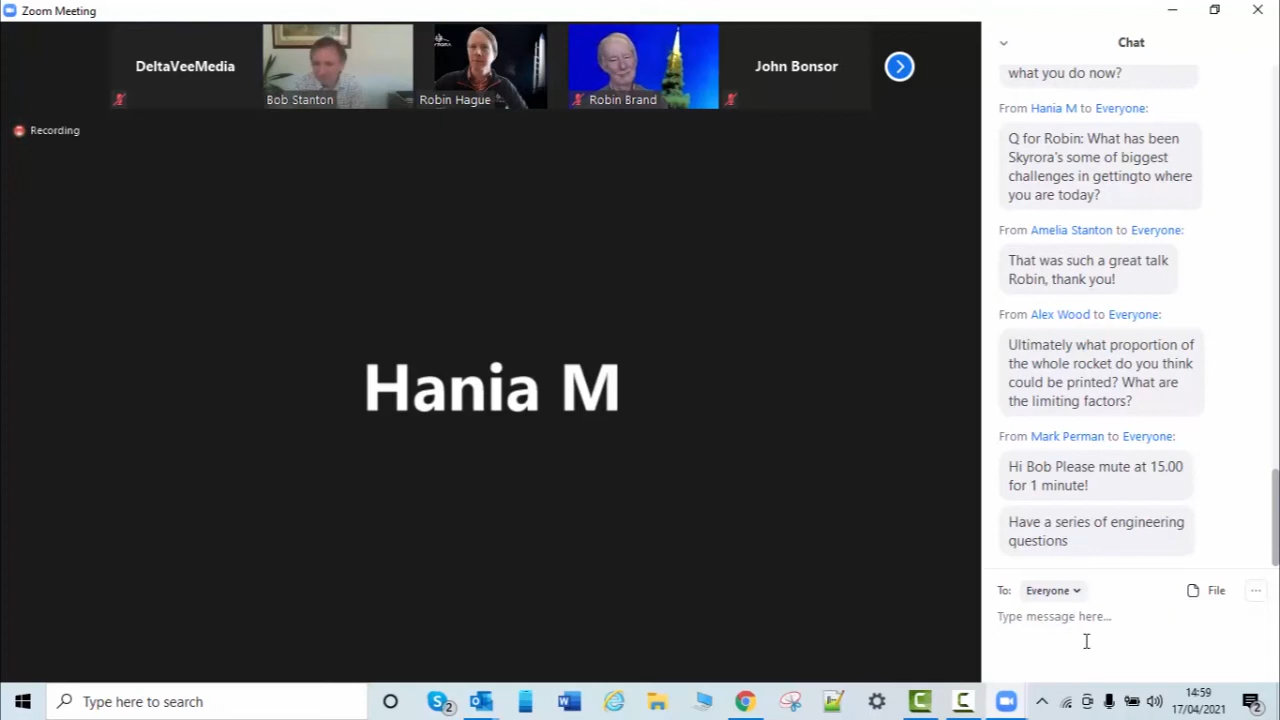 Zoom Meeting
DeltaVeeMedia
Bob Stanton
Robin Hague
Robin Brand
John Bonsor
Recording
Hania M
Chat
what you do now?
From Hania M to Everyone:
Q for Robin: What has been
Skyrora's some of biggest
challenges in gettingto where
you are today?
From Amelia Stanton to Everyone:
That was such a great talk
Robin, thank you!
From Alex Wood to Everyone:
Ultimately what proportion of
the whole rocket do you think
could be printed? What are
the limiting factors?
From Mark Perman to Everyone:
Hi Bob Please mute at 15.00
for 1 minute!
Have a series of engineering
questions
To: Everyone
File
Type message here...
Type here to search
2
14:59
17/04/2021
2